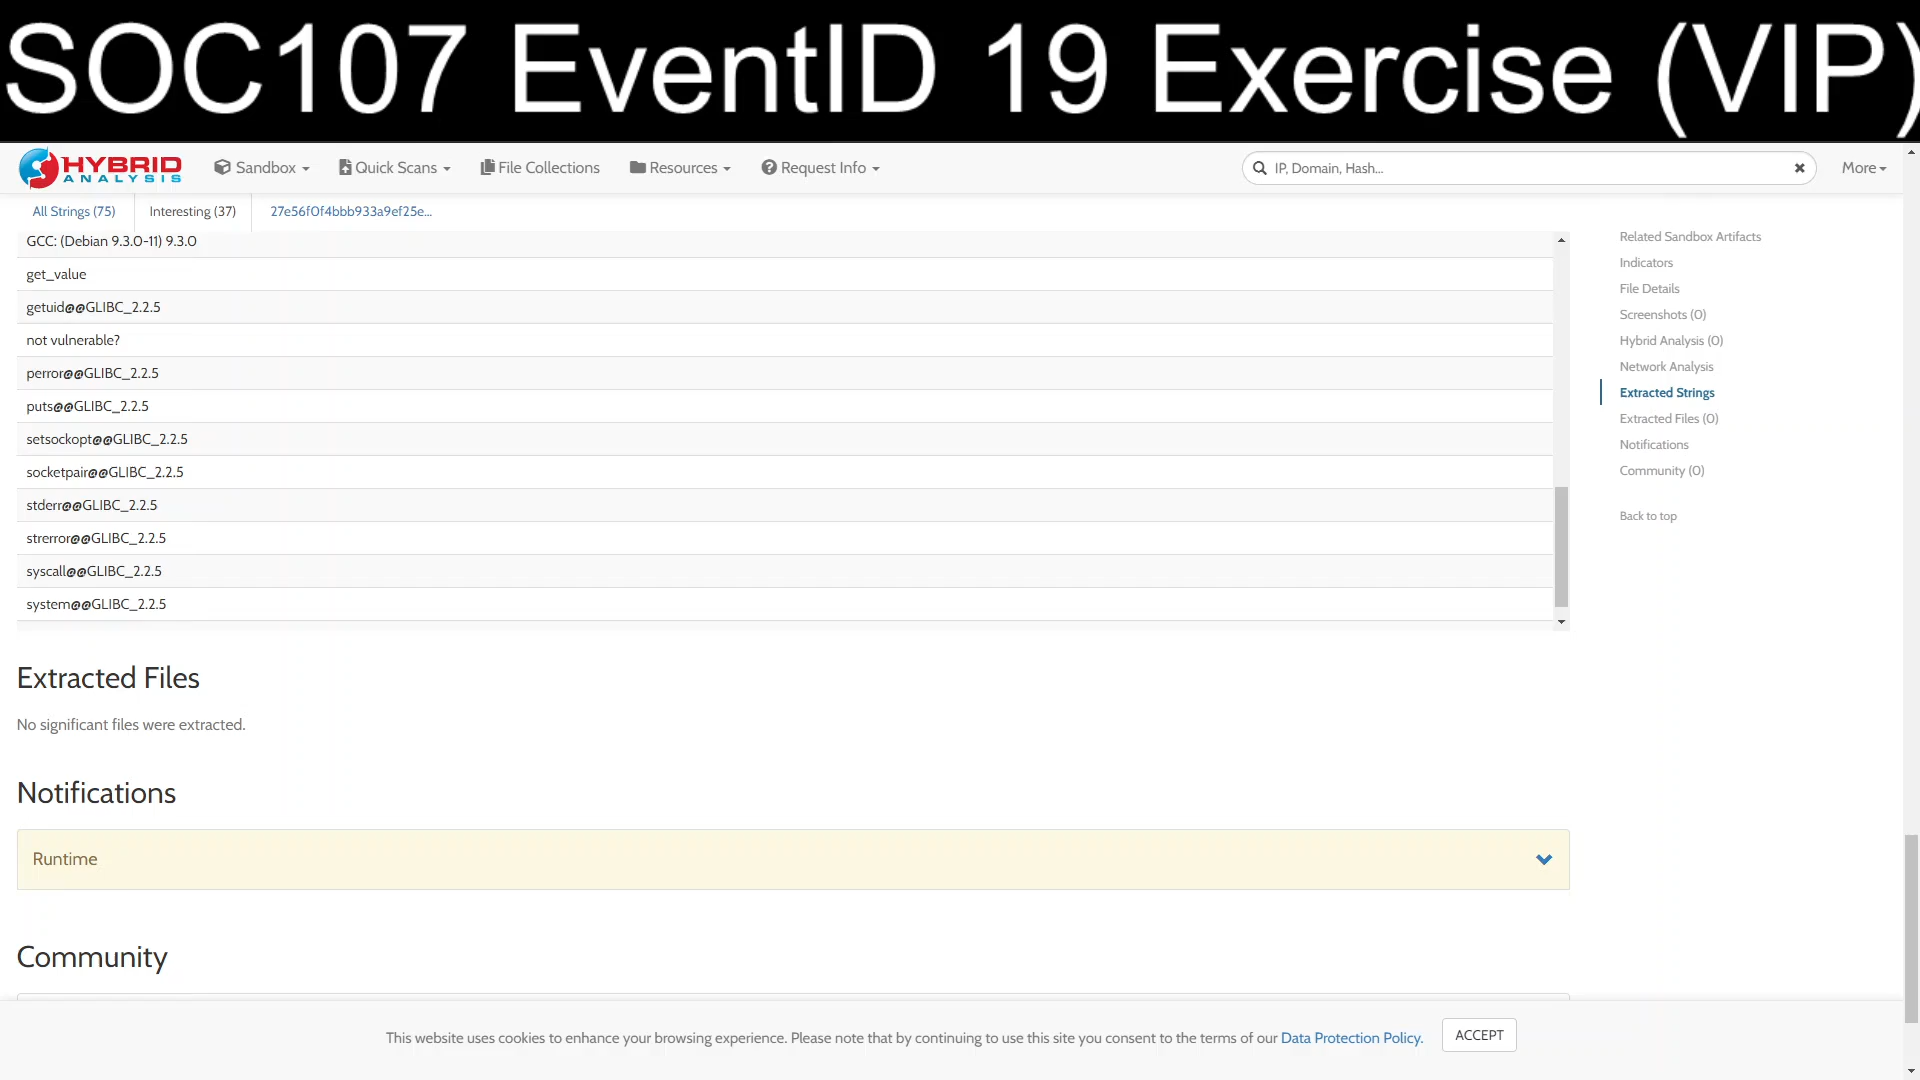 SOC107 EventID 19 Exercise (VIP)
HYBRID ANALYSIS
Sandbox
Quick Scans
File Collections
Resources
Request Info
IP, Domain, Hash...
More
All Strings (75)
Interesting (37)
27e56f0f4bbb933a9ef25e...
GCC: (Debian 9.3.0-11) 9.3.0
get_value
getuid@@GLIBC_2.2.5
not vulnerable?
perror@@GLIBC_2.2.5
puts@@GLIBC_2.2.5
setsockopt@@GLIBC_2.2.5
socketpair@@GLIBC_2.2.5
stderr@@GLIBC_2.2.5
strerror@@GLIBC_2.2.5
syscall@@GLIBC_2.2.5
system@@GLIBC_2.2.5
Related Sandbox Artifacts
Indicators
File Details
Screenshots (0)
Hybrid Analysis (0)
Network Analysis
Extracted Strings
Extracted Files (0)
Notifications
Community (0)
Back to top
Extracted Files
No significant files were extracted.
Notifications
Runtime
Community
This website uses cookies to enhance your browsing experience. Please note that by continuing to use this site you consent to the terms of our Data Protection Policy.
ACCEPT